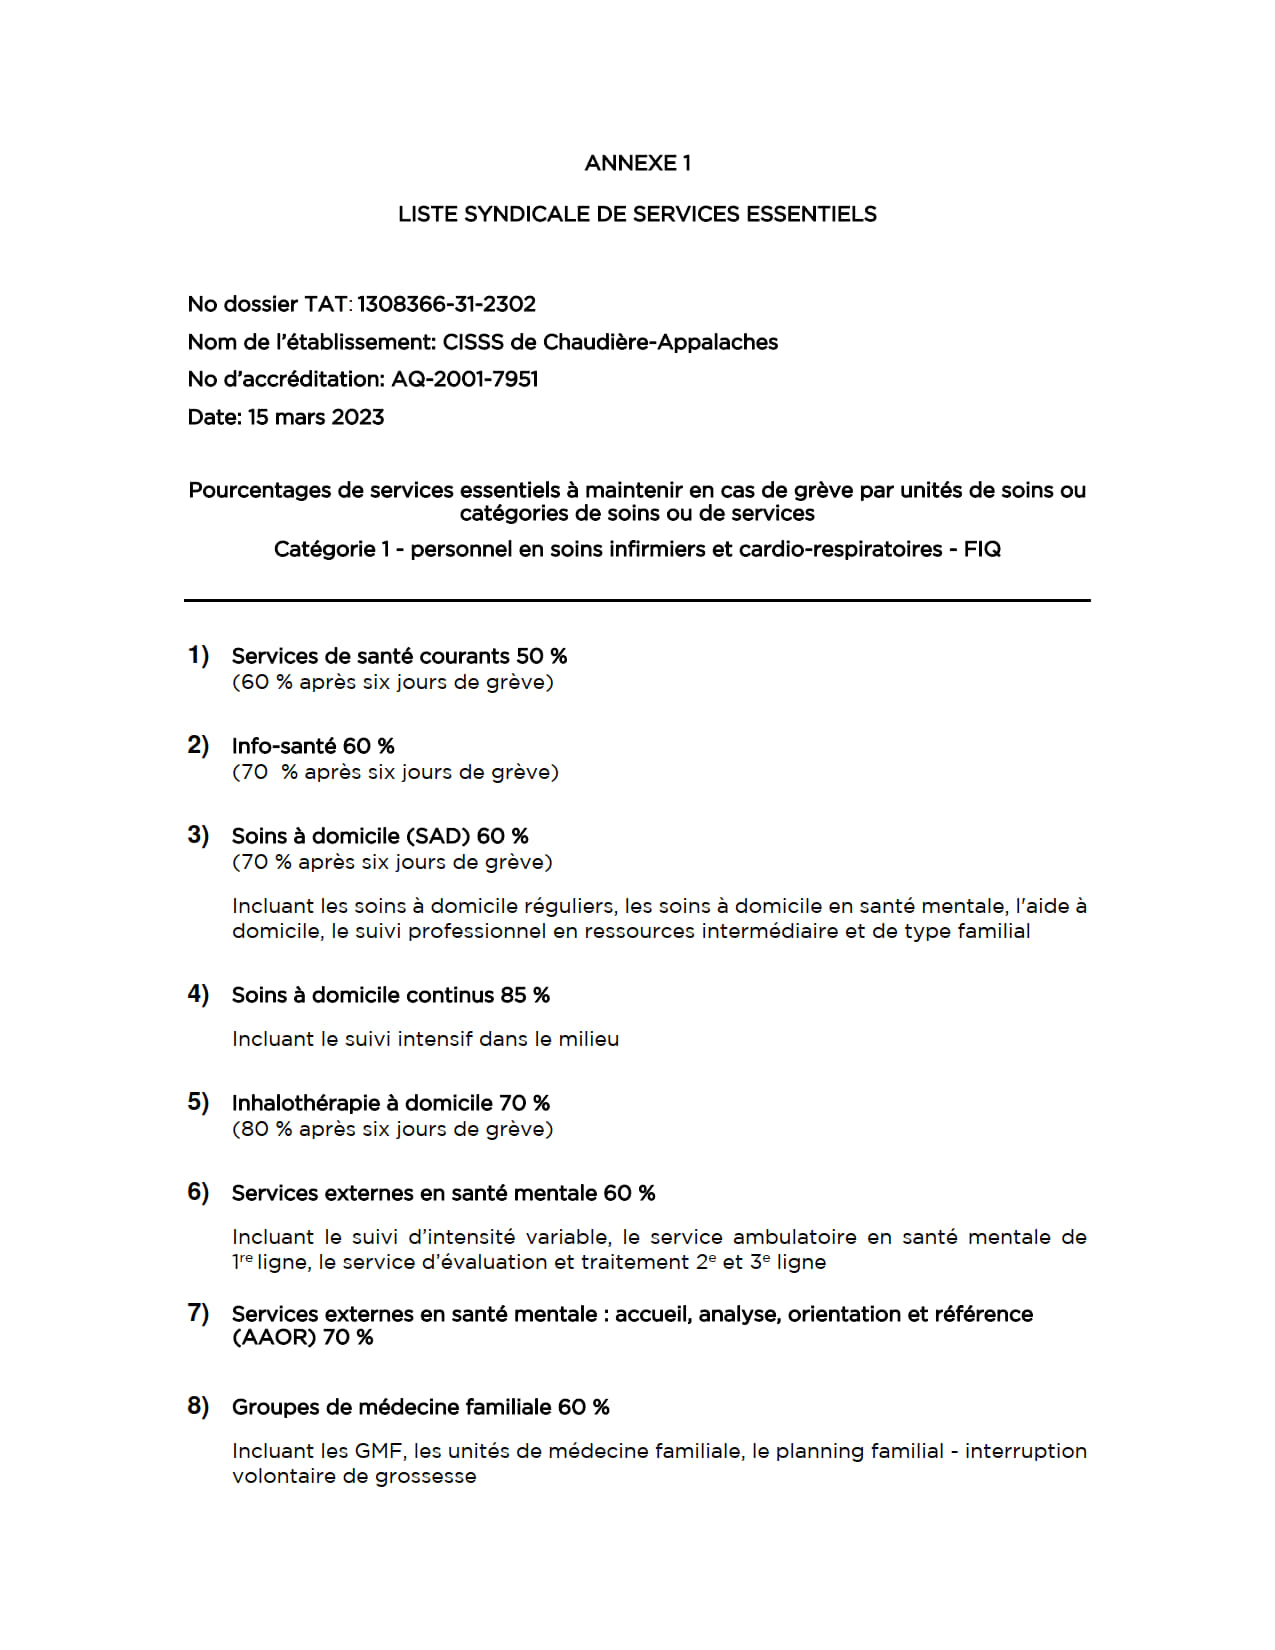 ANNEXE 1
LISTE SYNDICALE DE SERVICES ESSENTIELS
No dossier TAT: 1308366-31-2302
Nom de l'établissement: CISSS de Chaudière-Appalaches
No d'accréditation: AQ-2001-7951
Date: 15 mars 2023
Pourcentages de services essentiels à maintenir en cas de grève par unités de soins ou
catégories de soins ou de services
Catégorie 1 - personnel en soins infirmiers et cardio-respiratoires - FIQ
1) Services de santé courants 50 %
(60 % après six jours de grève)
2) Info-santé 60 %
(70  % après six jours de grève)
3) Soins à domicile (SAD) 60 %
(70 % après six jours de grève)
Incluant les soins à domicile réguliers, les soins à domicile en santé mentale, l'aide à
domicile, le suivi professionnel en ressources intermédiaire et de type familial
4) Soins à domicile continus 85 %
Incluant le suivi intensif dans le milieu
5) Inhalothérapie à domicile 70 %
(80 % après six jours de grève)
6) Services externes en santé mentale 60 %
Incluant le suivi d'intensité variable, le service ambulatoire en santé mentale de
1re ligne, le service d'évaluation et traitement 2e et 3e ligne
7) Services externes en santé mentale : accueil, analyse, orientation et référence
(AAOR) 70 %
8) Groupes de médecine familiale 60 %
Incluant les GMF, les unités de médecine familiale, le planning familial - interruption
volontaire de grossesse